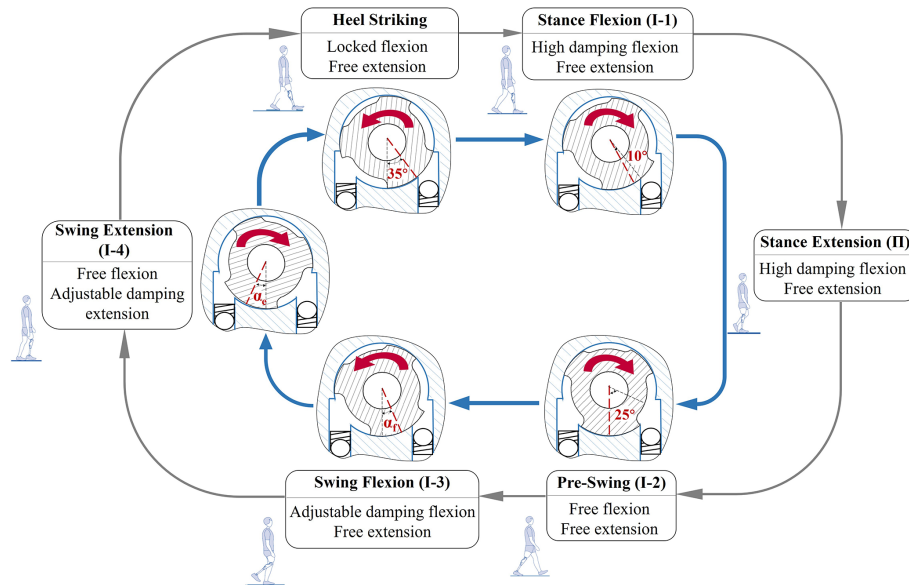 Heel Striking
Locked flexion
Free extension
Stance Flexion (I-1)
High damping flexion
Free extension
35°
10°
Swing Extension
(I-4)
Free flexion
Adjustable damping
extension
αe
Stance Extension (Π)
High damping flexion
Free extension
αf
25°
Swing Flexion (I-3)
Adjustable damping flexion
Free extension
Pre-Swing (I-2)
Free flexion
Free extension